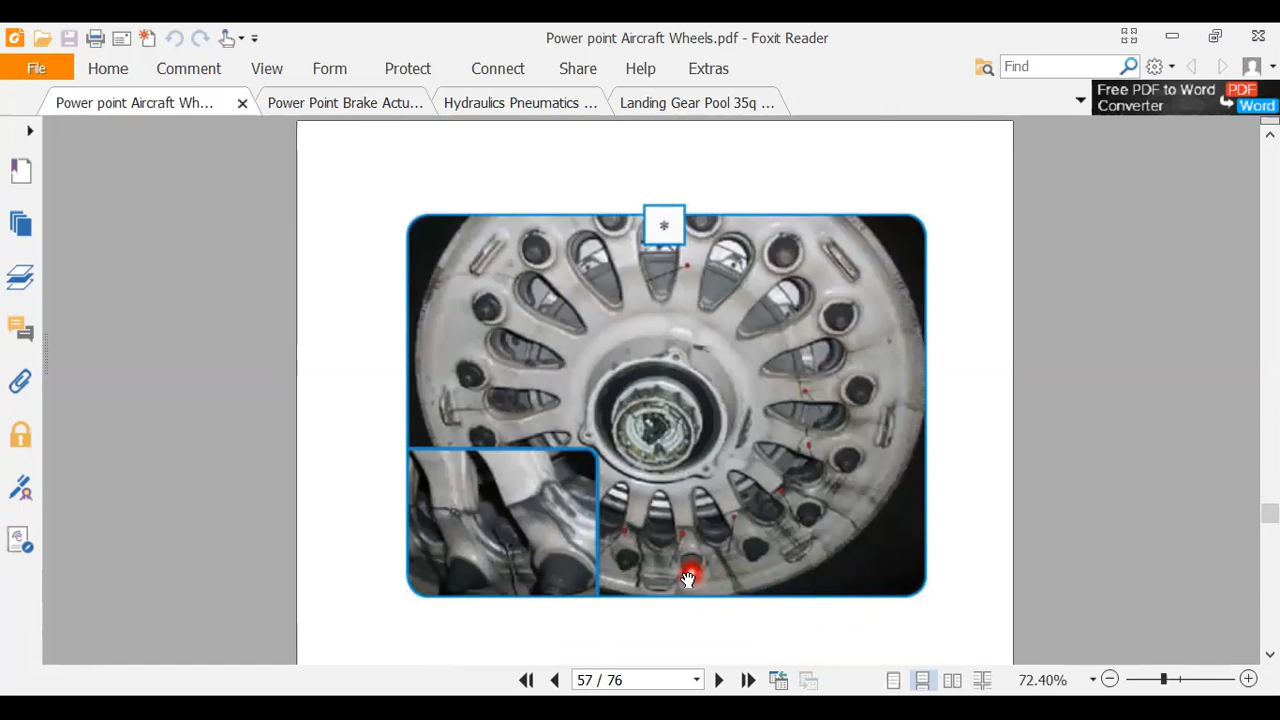 Power point Aircraft Wheels.pdf - Foxit Reader
File Home Comment View Form Protect Connect Share Help Extras Find
Power point Aircraft Wh... Power Point Brake Actu... Hydraulics Pneumatics ... Landing Gear Pool 35q ...
Free PDF to Word PDF
Converter Word
*
57 / 76 72.40%